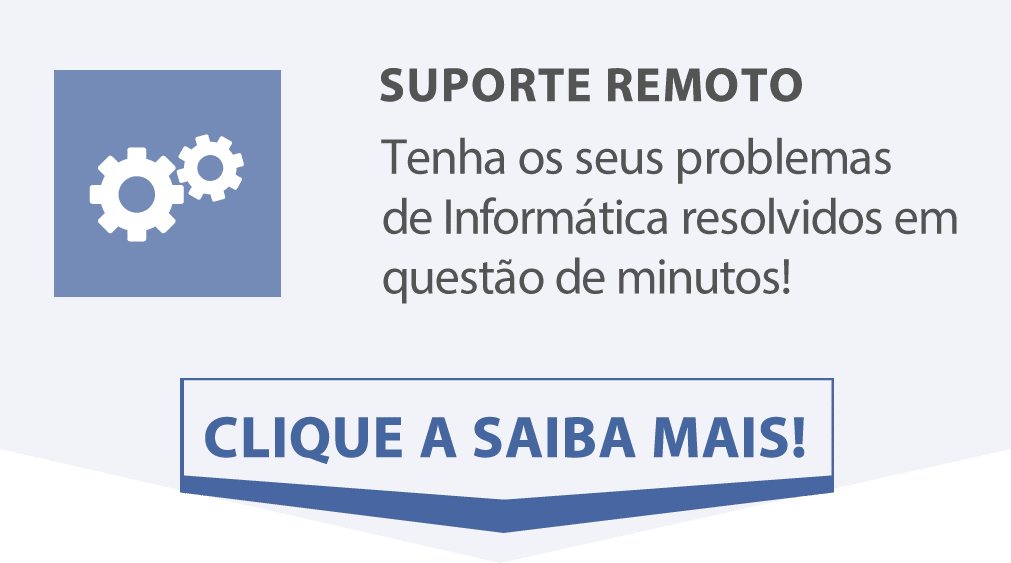 SUPORTE REMOTO
Tenha os seus problemas
de Informática resolvidos em
questão de minutos!
CLIQUE A SAIBA MAIS!